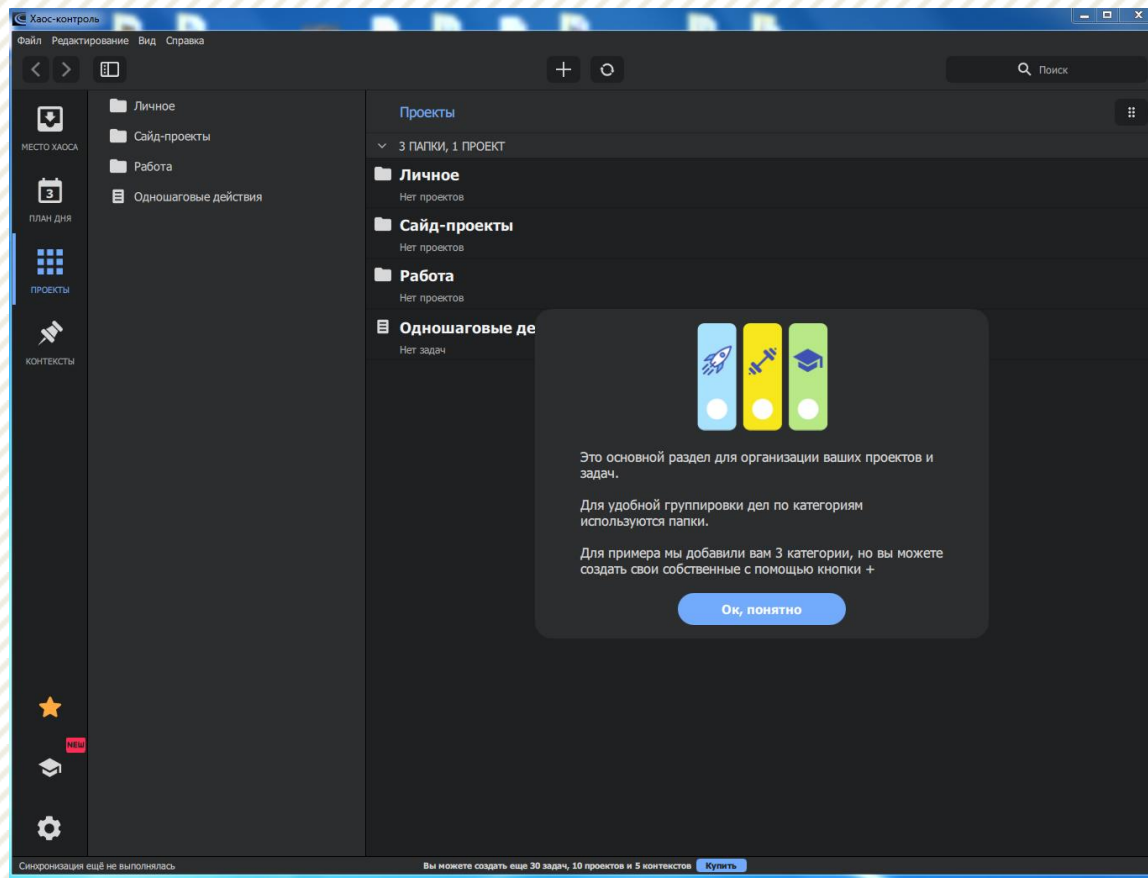 Хаос-контроль
Файл Редактирование Вид Справка
Поиск
МЕСТО ХАОСА
3
ПЛАН ДНЯ
ПРОЕКТЫ
КОНТЕКСТЫ
NEW
Личное
Сайд-проекты
Работа
Одношаговые действия
Проекты
3 ПАПКИ, 1 ПРОЕКТ
Личное
Нет проектов
Сайд-проекты
Нет проектов
Работа
Нет проектов
Одношаговые де
Нет задач
Это основной раздел для организации ваших проектов и
задач.
Для удобной группировки дел по категориям
используются папки.
Для примера мы добавили вам 3 категории, но вы можете
создать свои собственные с помощью кнопки +
Ок, понятно
Синхронизация ещё не выполнялась
Вы можете создать еще 30 задач, 10 проектов и 5 контекстов Купить